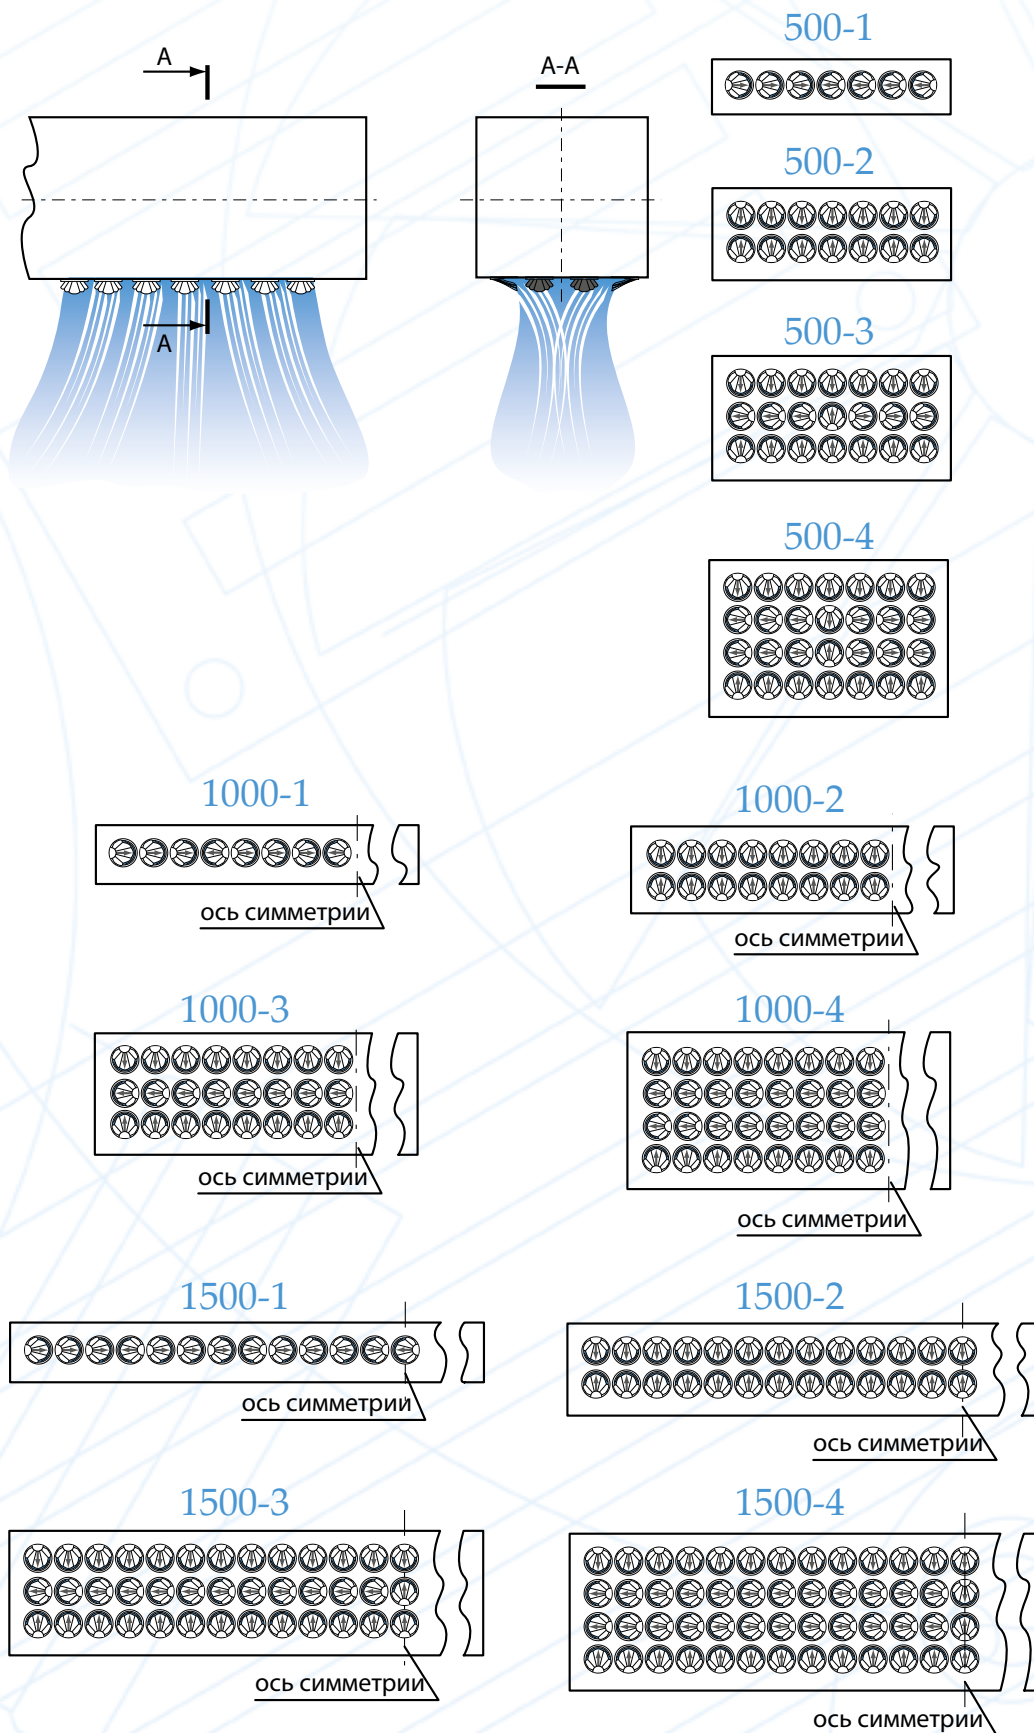 500-1
А
А-А
500-2
500-3
А
500-4
1000-1
1000-2
ось симметрии
ось симметрии
1000-3
1000-4
ось симметрии
ось симметрии
1500-1
1500-2
ось симметрии
ось симметрии
1500-3
1500-4
ось симметрии
ось симметрии